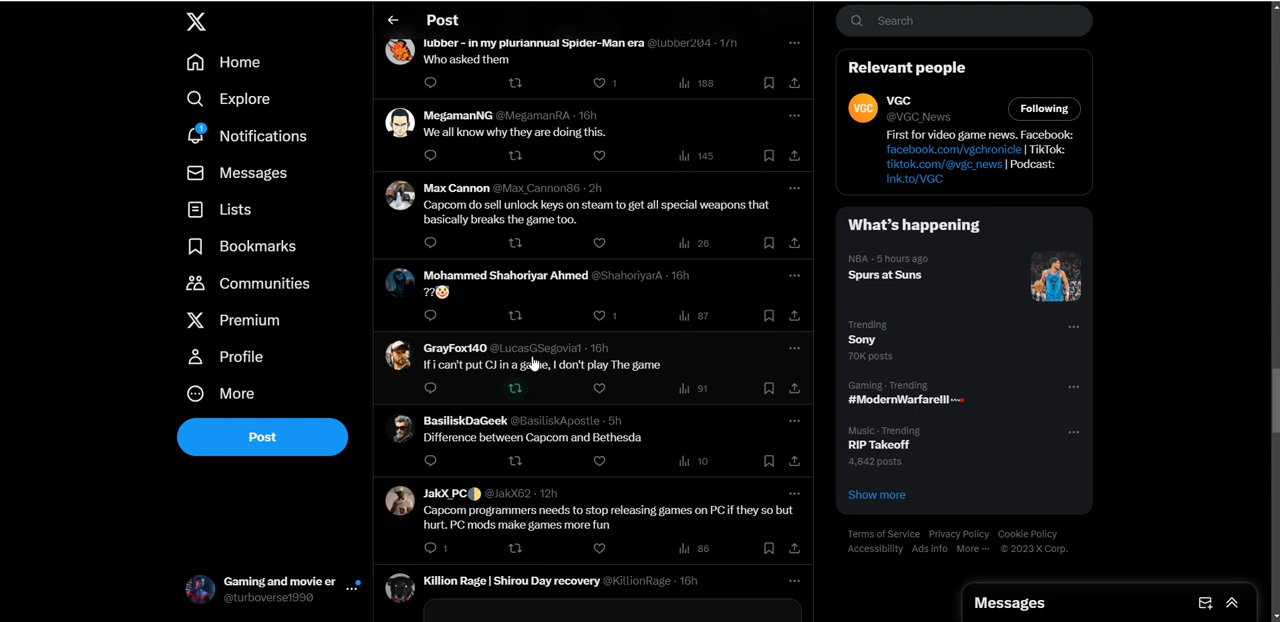 Home
Explore
1
Notifications
Messages
Lists
Bookmarks
Communities
Premium
Profile
More
Post
Gaming and movie er
@turboverse1990
Post
lubber - in my pluriannual Spider-Man era @lubber204 · 17h
Who asked them
1
188
MegamanNG @MegamanRA · 16h
We all know why they are doing this.
145
Max Cannon @Max_Cannon86 · 2h
Capcom do sell unlock keys on steam to get all special weapons that
basically breaks the game too.
26
Mohammed Shahoriyar Ahmed @ShahoriyarA · 16h
??🤡
1
87
GrayFox140 @LucasGSegovia1 · 16h
If i can't put CJ in a game, I don't play The game
91
BasiliskDaGeek @BasiliskApostle · 5h
Difference between Capcom and Bethesda
10
JakX_PC🌗 @JakX62 · 12h
Capcom programmers needs to stop releasing games on PC if they so but
hurt. PC mods make games more fun
1
86
Killion Rage | Shirou Day recovery @KillionRage · 16h
Search
Relevant people
VGC
VGC
@VGC_News
Following
First for video game news. Facebook:
facebook.com/vgchronicle | TikTok:
tiktok.com/@vgc_news | Podcast:
lnk.to/VGC
What's happening
NBA · 5 hours ago
Spurs at Suns
Trending
Sony
70K posts
Gaming · Trending
#ModernWarfareIII
Music · Trending
RIP Takeoff
4,842 posts
Show more
Terms of Service Privacy Policy Cookie Policy
Accessibility Ads info More ··· © 2023 X Corp.
Messages